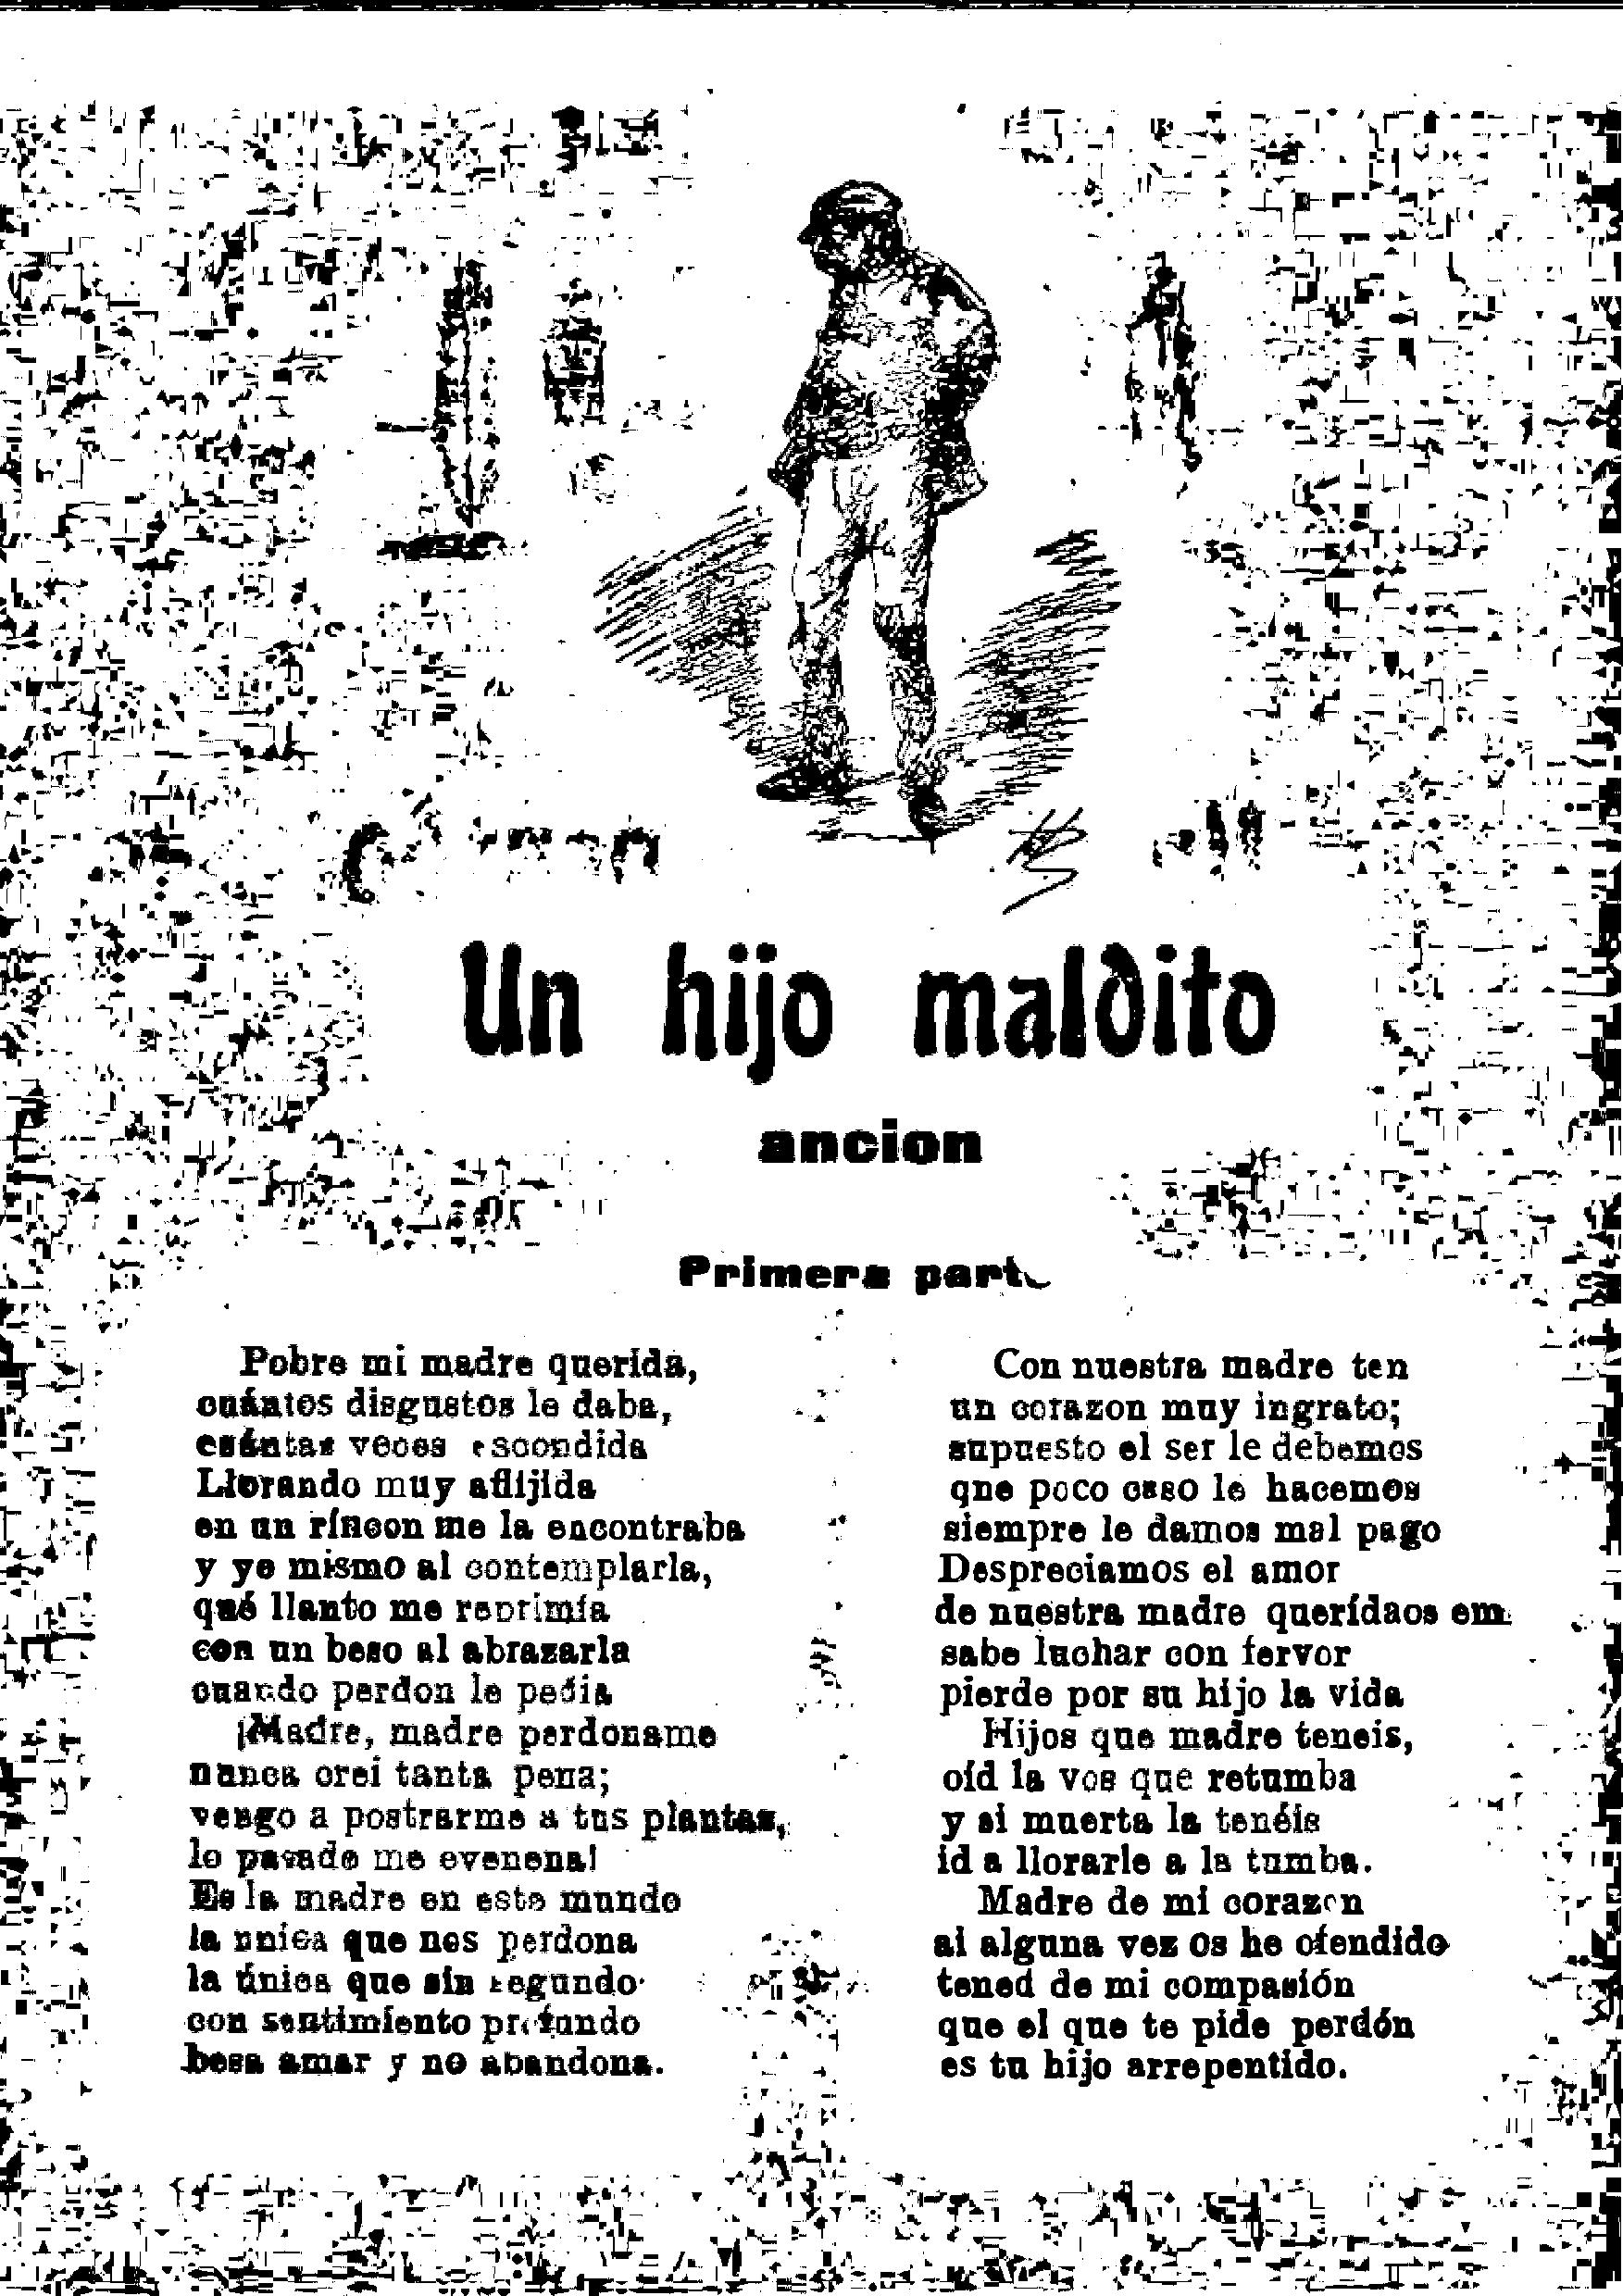 Un hijo maldito
ancion
Primera parte
Pobre mi madre querida,
cuántos disgustos le daba,
cuántas veces escondida
Llorando muy aflijida
en un ríncon me la encontraba
y yo mismo al contemplarla,
qué llanto me reprimía
con un beso al abrazarla
cuando perdon le pedia
¡Madre, madre perdoname
nunca crei tanta pena;
vengo a postrarme a tus plantas,
lo pasado me evenena!
Es la madre en este mundo
la unica que nos perdona
la única que sin segundo
con sentimíento profundo
besa amar y no abandona.
Con nuestra madre ten
un corazon muy ingrato;
supuesto el ser le debemos
que poco caso le hacemos
siempre le damos mal pago
Despreciamos el amor
de nuestra madre querídaos em
sabe luchar con fervor
pierde por su hijo la vida
Hijos que madre teneis,
oíd la vos que retumba
y si muerta la tenéis
id a llorarle a la tumba.
Madre de mi corazon
si alguna vez os he ofendido
tened de mi compasión
que el que te pide perdón
es tu hijo arrepentido.